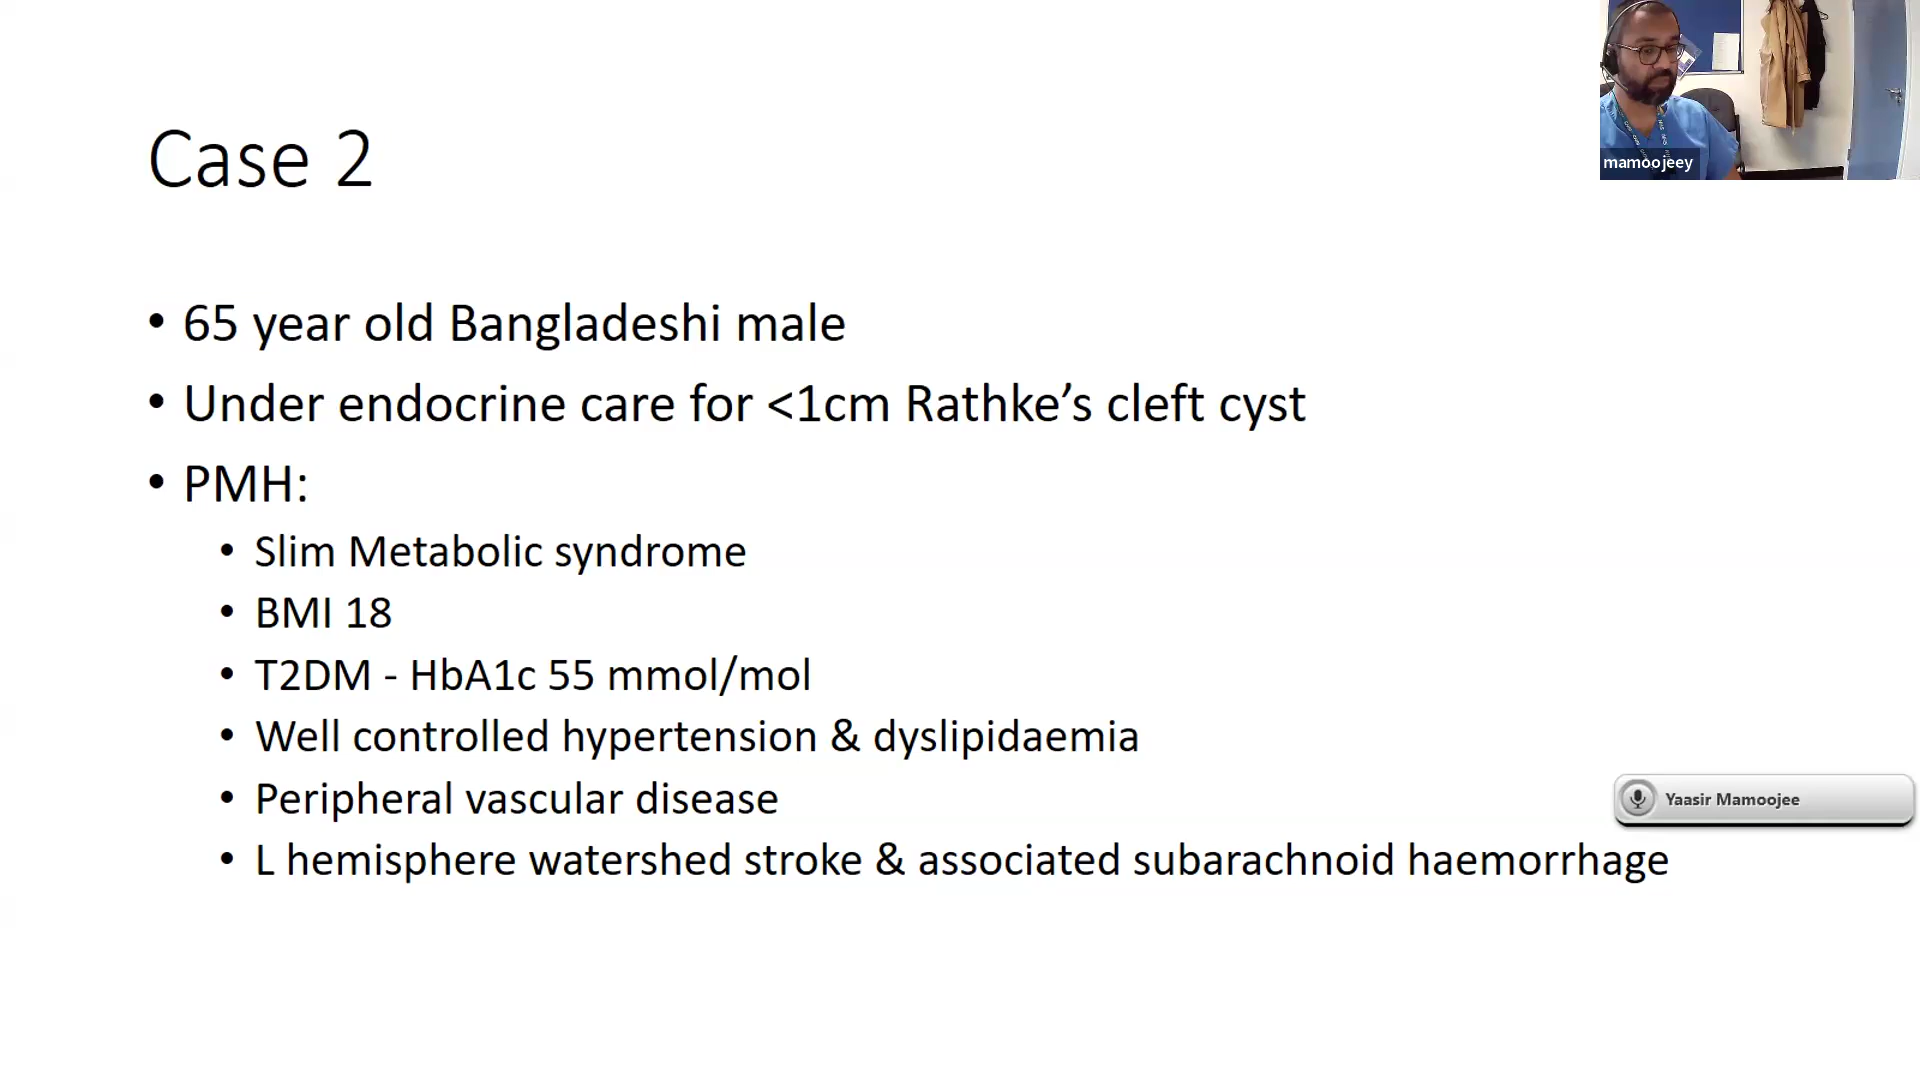 mamoojeey
Case 2
• 65 year old Bangladeshi male
• Under endocrine care for <1cm Rathke’s cleft cyst
• PMH:
• Slim Metabolic syndrome
• BMI 18
• T2DM - HbA1c 55 mmol/mol
• Well controlled hypertension & dyslipidaemia
• Peripheral vascular disease
Yaasir Mamoojee
• L hemisphere watershed stroke & associated subarachnoid haemorrhage